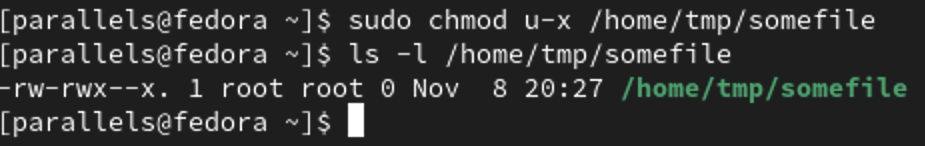 [parallels@fedora ~]$ sudo chmod u-x /home/tmp/somefile
[parallels@fedora ~]$ ls -l /home/tmp/somefile
-rw-rwx--x. 1 root root 0 Nov  8 20:27 /home/tmp/somefile
[parallels@fedora ~]$